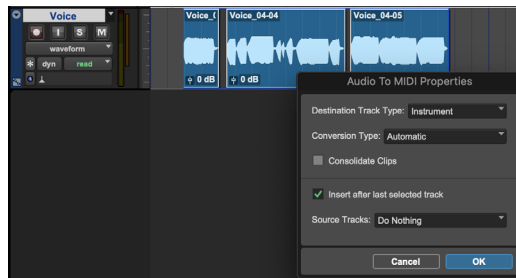 Voice
I S M
waveform
dyn read
Voice_( Voice_04-04 Voice_04-05
0 dB 0 dB
Audio To MIDI Properties
Destination Track Type: Instrument
Conversion Type: Automatic
Consolidate Clips
Insert after last selected track
Source Tracks: Do Nothing
Cancel OK